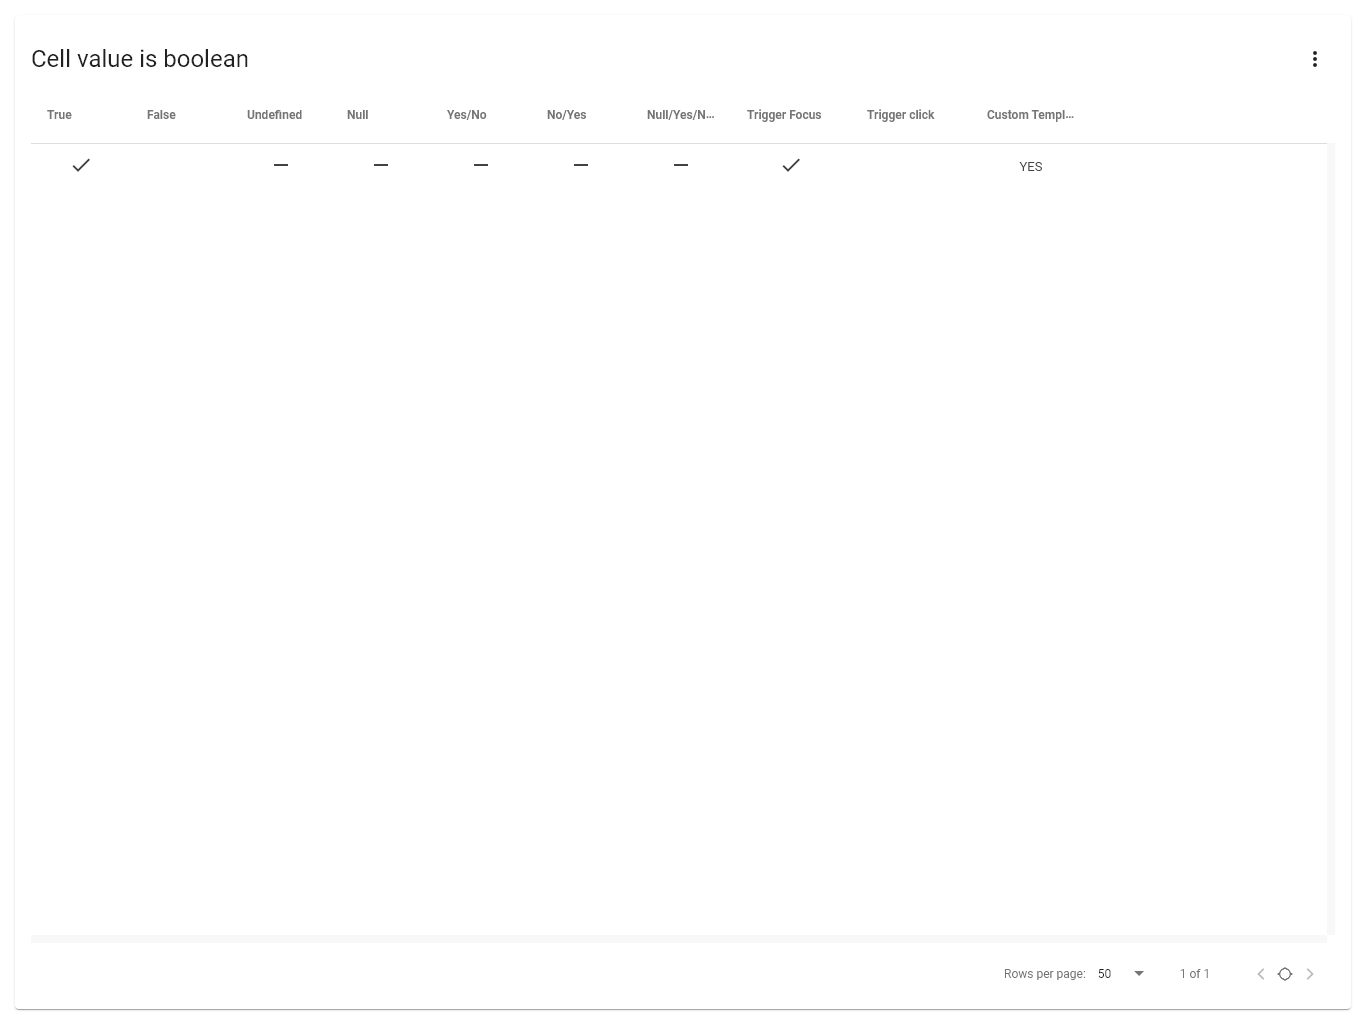 Cell value is boolean
True False Undefined Null Yes/No No/Yes Null/Yes/N… Trigger Focus Trigger click Custom Templ…
YES
Rows per page: 50 1 of 1